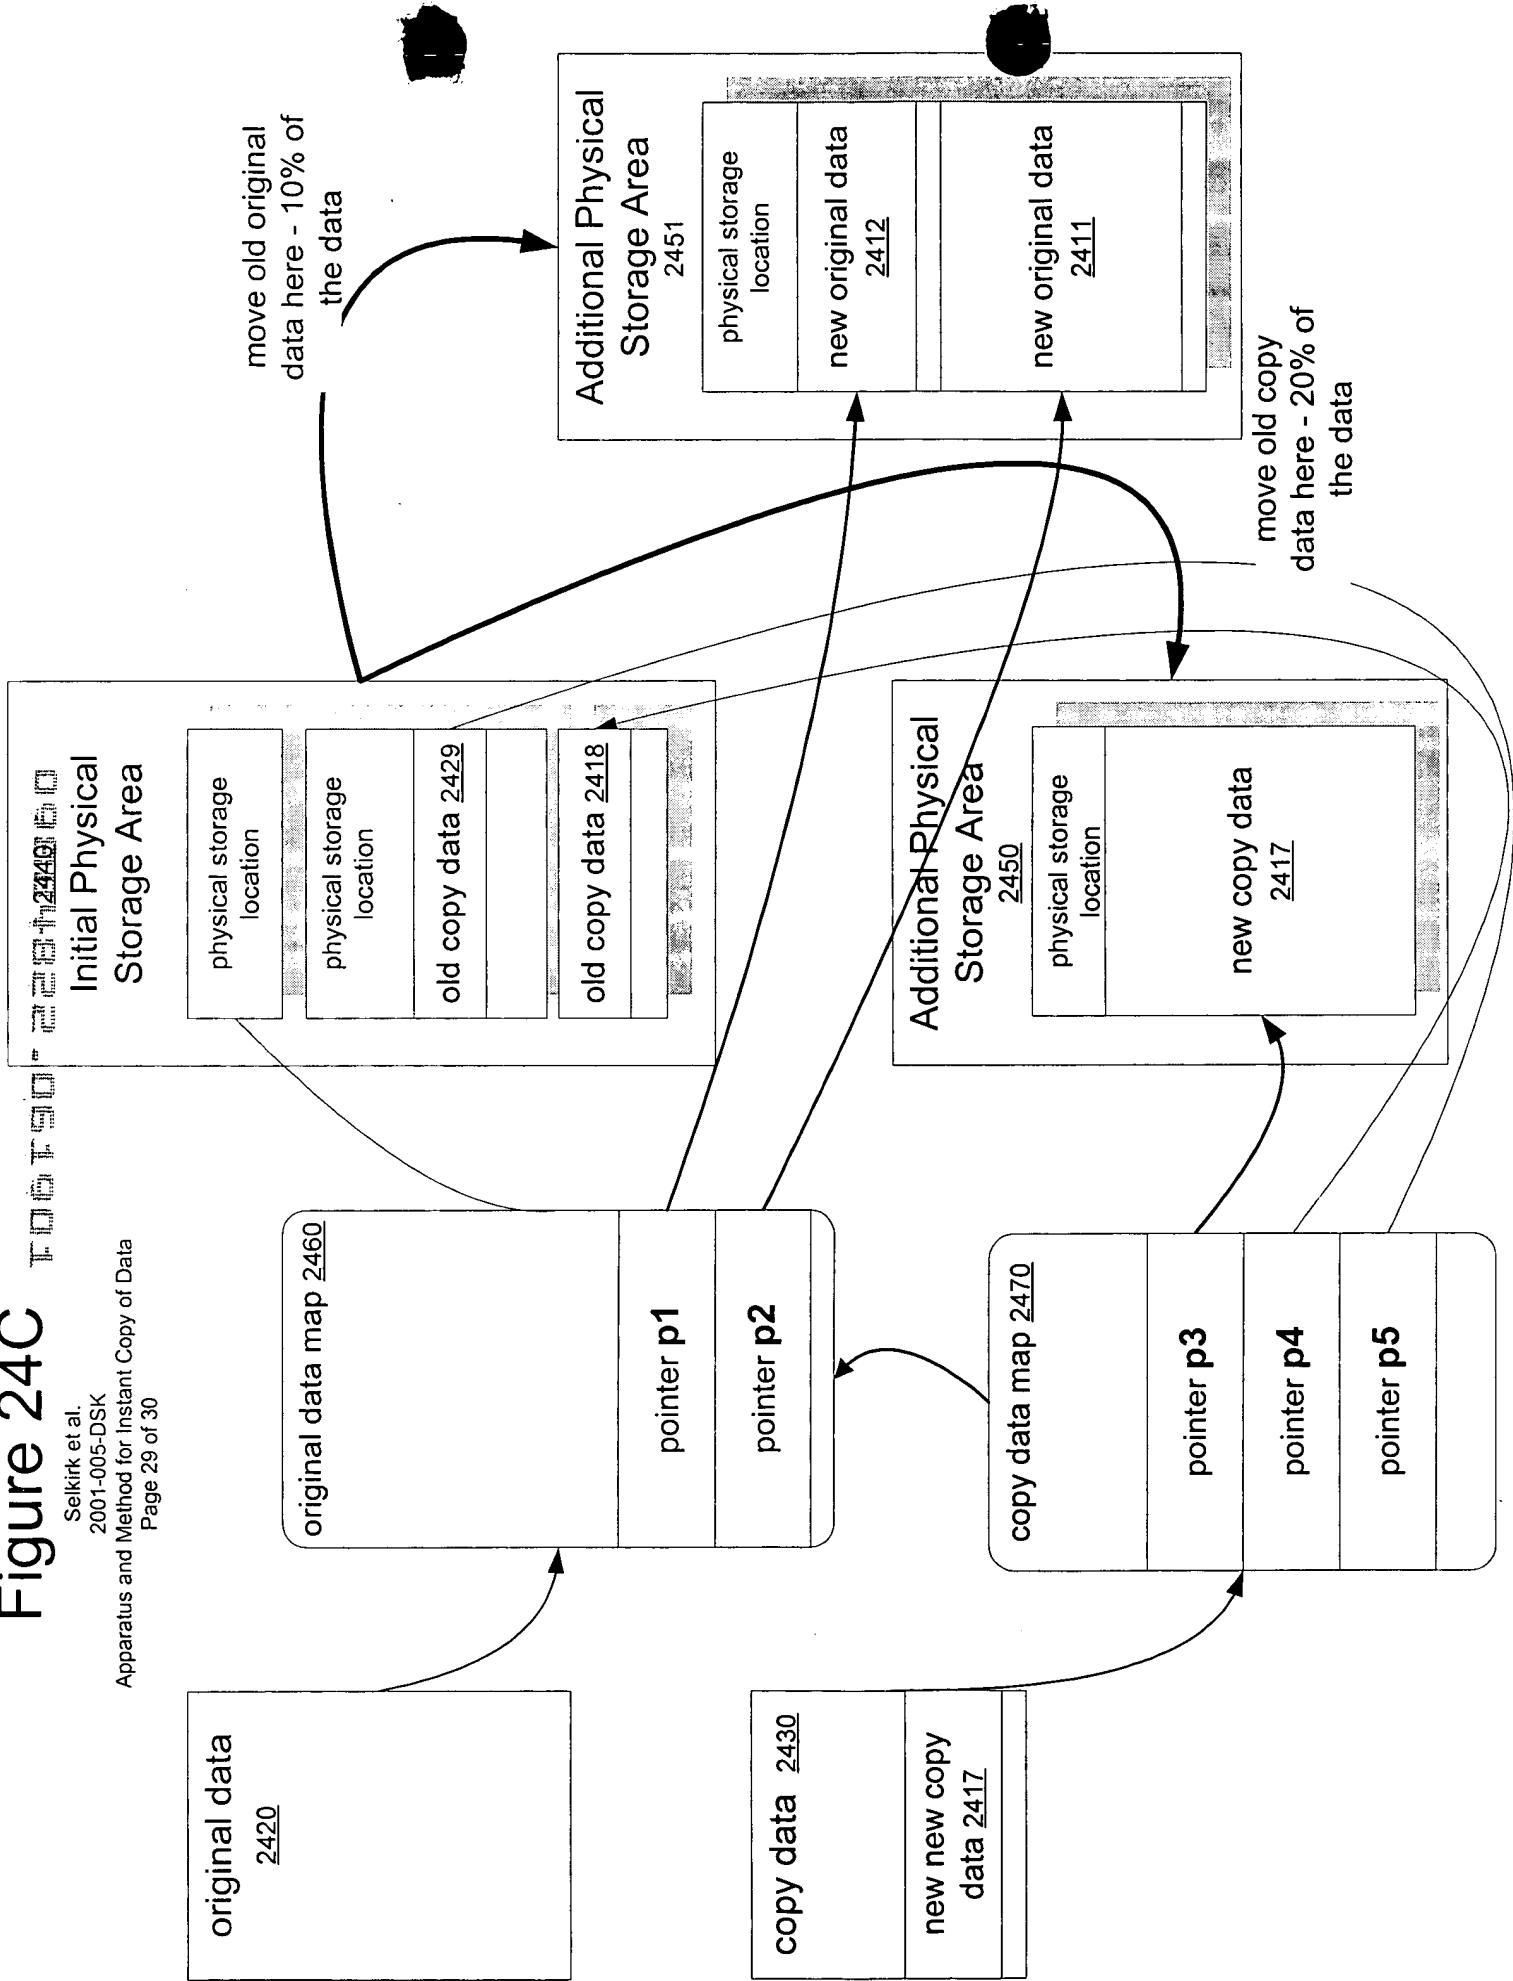 Figure 24C
Selkirk et al.
2001-005-DSK
Apparatus and Method for Instant Copy of Data
Page 29 of 30
original data
2420
copy data 2430
new new copy
data 2417
original data map 2460
pointer p1
pointer p2
copy data map 2470
pointer p3
pointer p4
pointer p5
2440
Initial Physical
Storage Area
physical storage
location
physical storage
location
old copy data 2429
old copy data 2418
Additional Physical
Storage Area
2450
physical storage
location
new copy data
2417
move old original
data here - 10% of
the data
Additional Physical
Storage Area
2451
physical storage
location
new original data
2412
new original data
2411
move old copy
data here - 20% of
the data